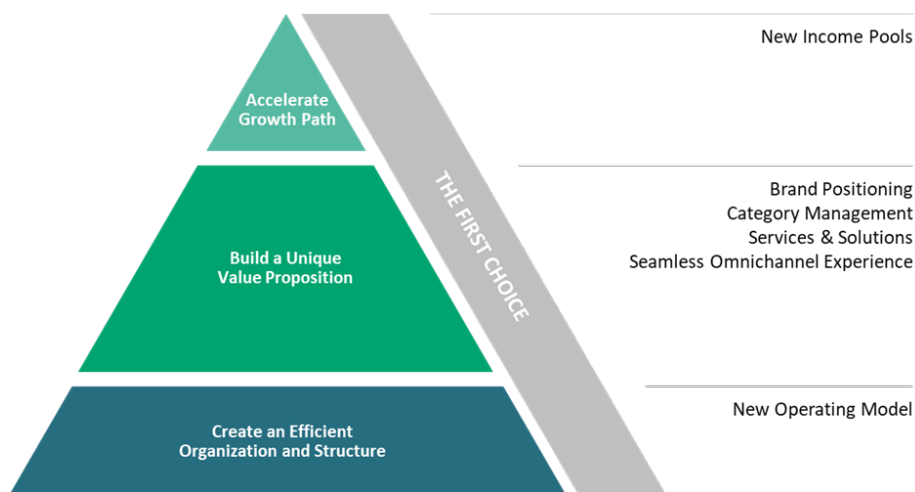 New Income Pools
Accelerate
Growth Path
THE FIRST CHOICE
Brand Positioning
Category Management
Services & Solutions
Seamless Omnichannel Experience
Build a Unique
Value Proposition
New Operating Model
Create an Efficient
Organization and Structure